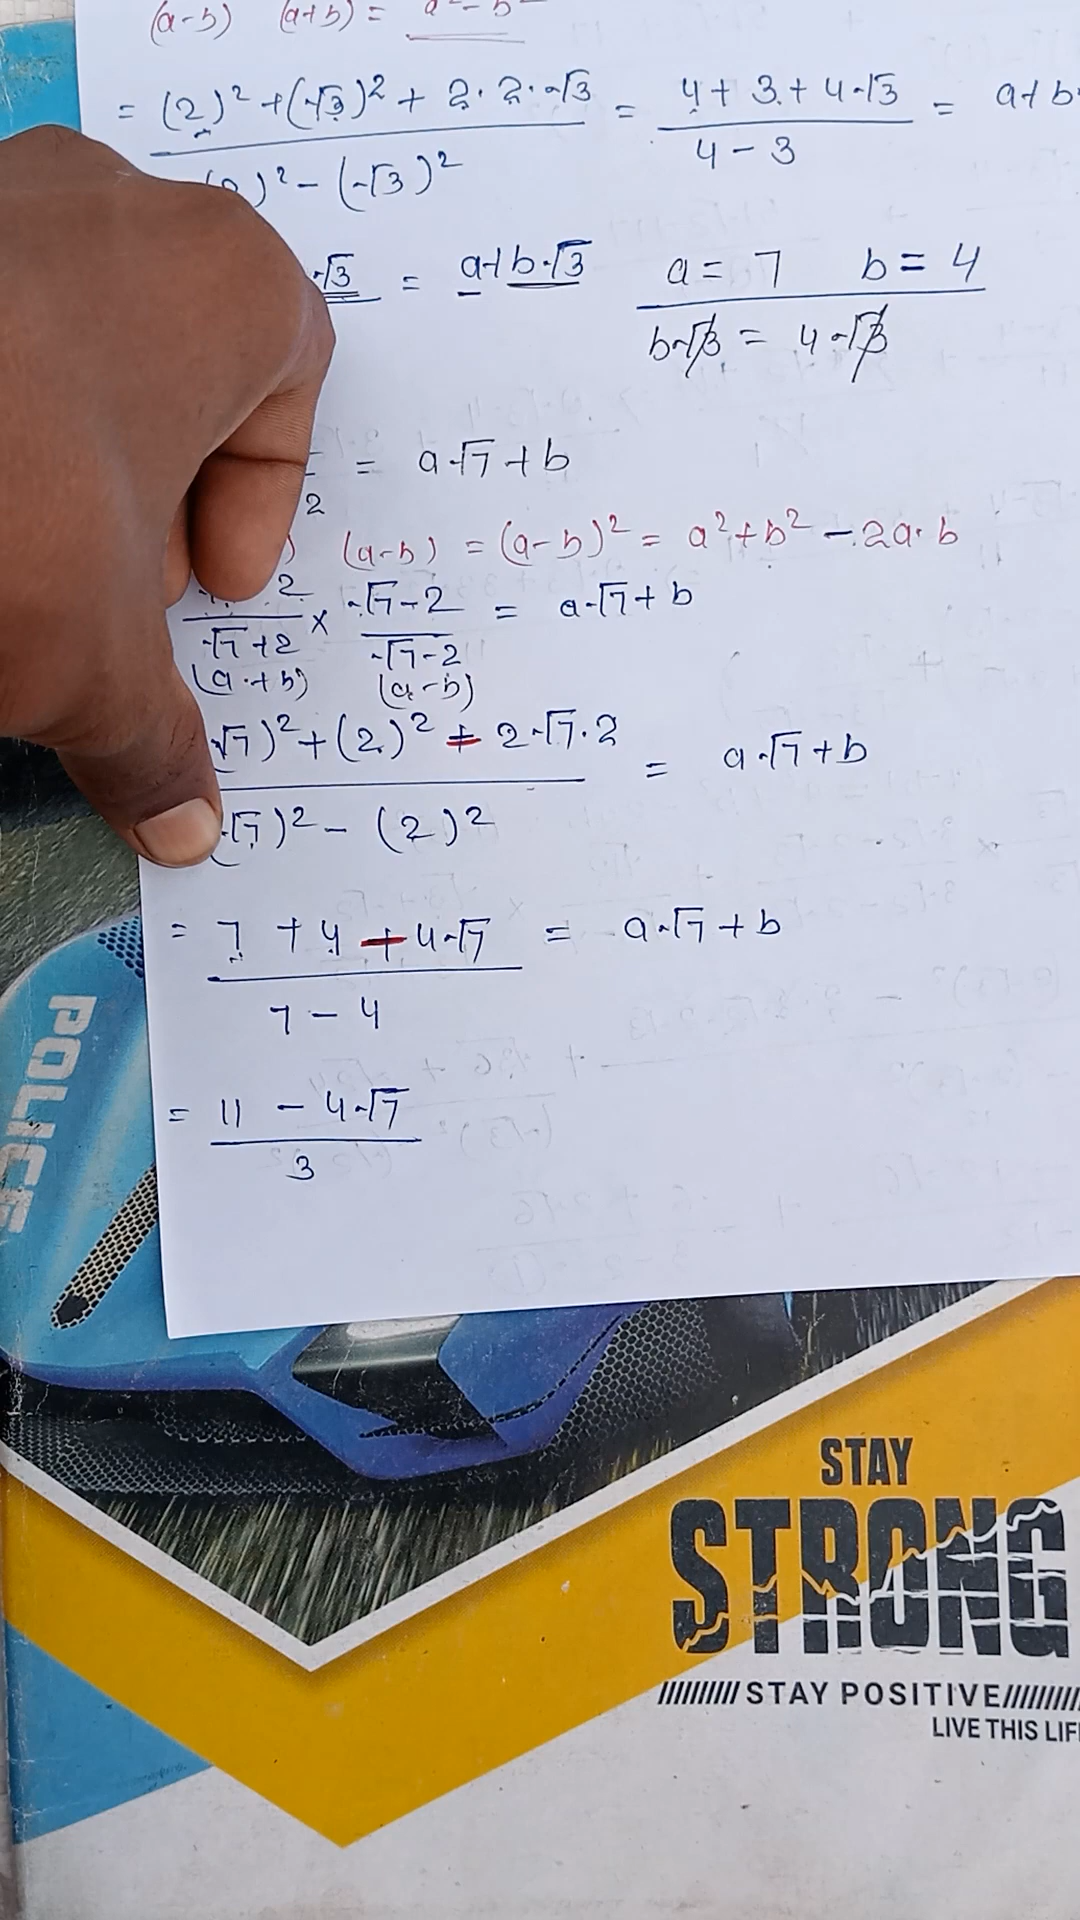 (a-b) (a+b) = a² - b²
= (2)² + (√3)² + 2·2·√3 = 4 + 3 + 4√3 = a+b
)² - (√3)² 4 - 3
√3 = a+b√3 a = 7 b = 4
b√3 = 4√3
= a√7 + b
2
) (a-b) = (a-b)² = a² + b² - 2a·b
2 × √7-2 = a√7 + b
√7+2 √7-2
(a+b) (a-b)
√7)² + (2)² - 2·√7·2 = a√7 + b
√7)² - (2)²
= 7 + 4 - 4√7 = a√7 + b
7 - 4
= 11 - 4√7
3
POLICE
STAY
STRONG
STAY POSITIVE
LIVE THIS LIF